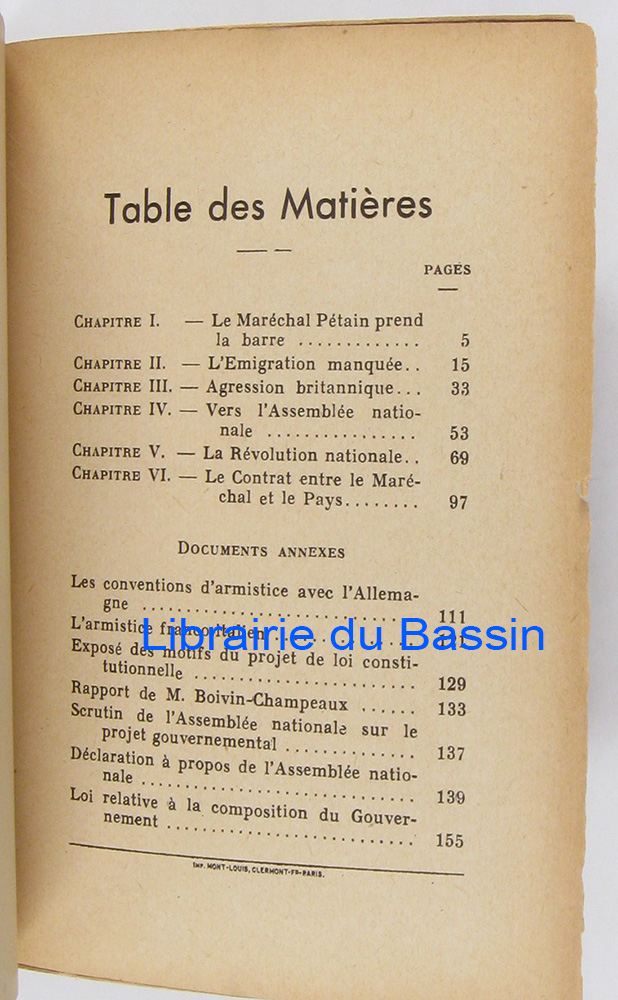 Table des Matières
PAGES
CHAPITRE I. — Le Maréchal Pétain prend
la barre ............. 5
CHAPITRE II. — L'Emigration manquée.. 15
CHAPITRE III. — Agression britannique... 33
CHAPITRE IV. — Vers l'Assemblée natio-
nale ................ 53
CHAPITRE V. — La Révolution nationale.. 69
CHAPITRE VI. — Le Contrat entre le Maré-
chal et le Pays........ 97
DOCUMENTS ANNEXES
Les conventions d'armistice avec l'Allema-
gne ............................. 111
L'armistice franco-italien ...............
Librairie du Bassin
Exposé des motifs du projet de loi consti-
tutionnelle ........................ 129
Rapport de M. Boivin-Champeaux ...... 133
Scrutin de l'Assemblée nationale sur le
projet gouvernemental .............. 137
Déclaration à propos de l'Assemblée natio-
nale .............................. 139
Loi relative à la composition du Gouver-
nement ........................... 155
IMP. MONT-LOUIS, CLERMONT-FD-PARIS.